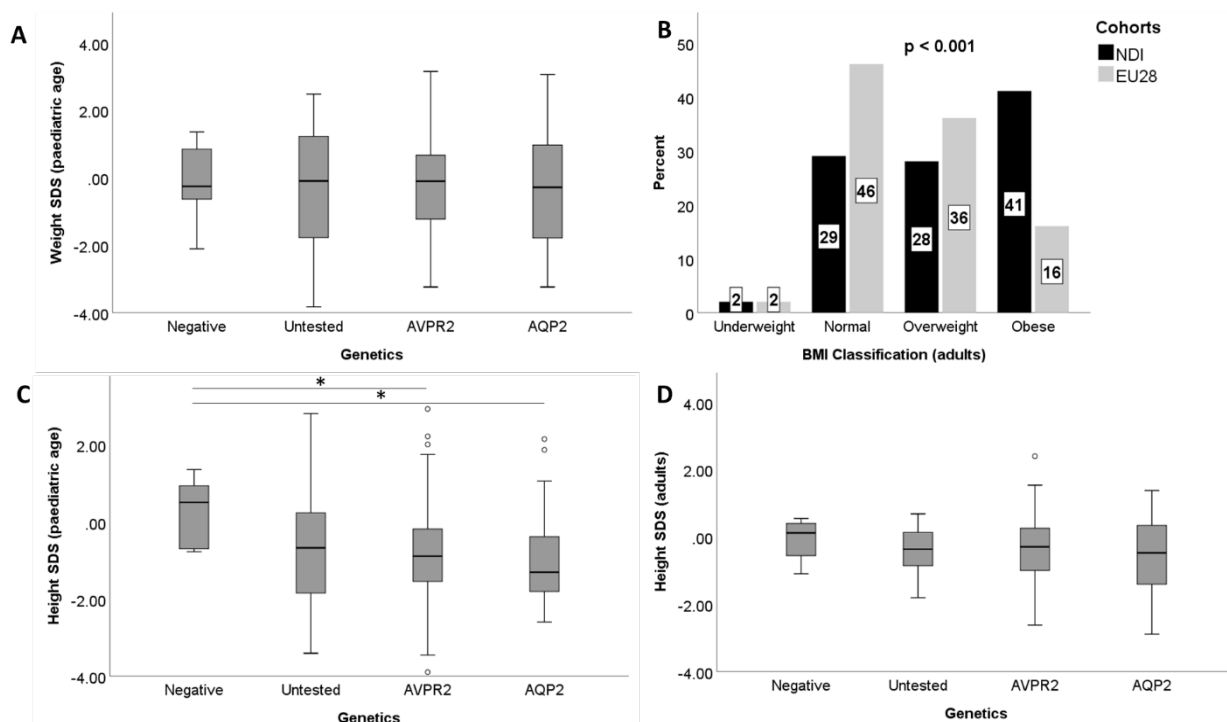 A
Weight SDS (paediatric age)
4.00
2.00
.00
-2.00
-4.00
Negative Untested AVPR2 AQP2
Genetics
B
p < 0.001
Cohorts
NDI
EU28
Percent
50
40
30
20
10
0
2 2 29 46 28 36 41 16
Underweight Normal Overweight Obese
BMI Classification (adults)
C
* 
*
Height SDS (paediatric age)
2.00
.00
-2.00
-4.00
Negative Untested AVPR2 AQP2
Genetics
D
Height SDS (adults)
4.00
2.00
.00
-2.00
-4.00
Negative Untested AVPR2 AQP2
Genetics